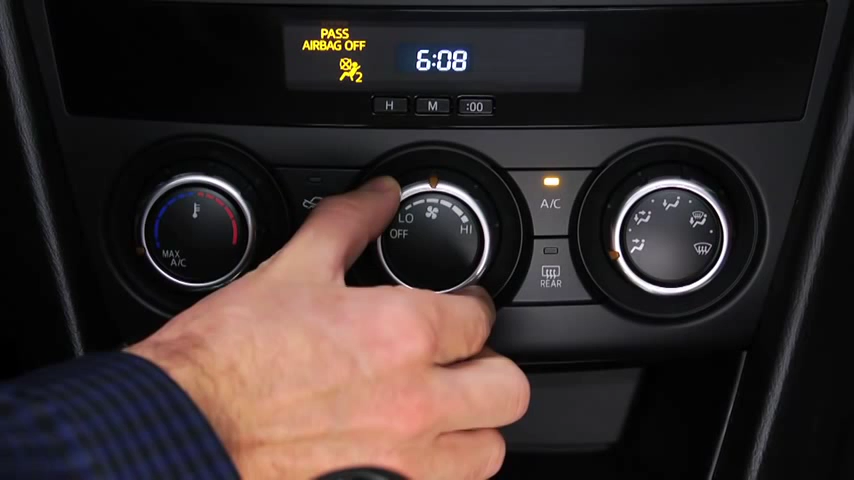 PASS
AIRBAG OFF
2
6:08
H
M
:00
LO
HI
OFF
A/C
MAX
A/C
REAR